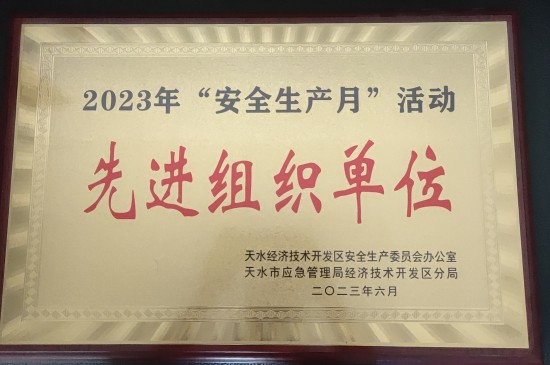 2023年“安全生产月”活动
先进组织单位
天水经济技术开发区安全生产委员会办公室
天水市应急管理局经济技术开发区分局
二〇二三年六月